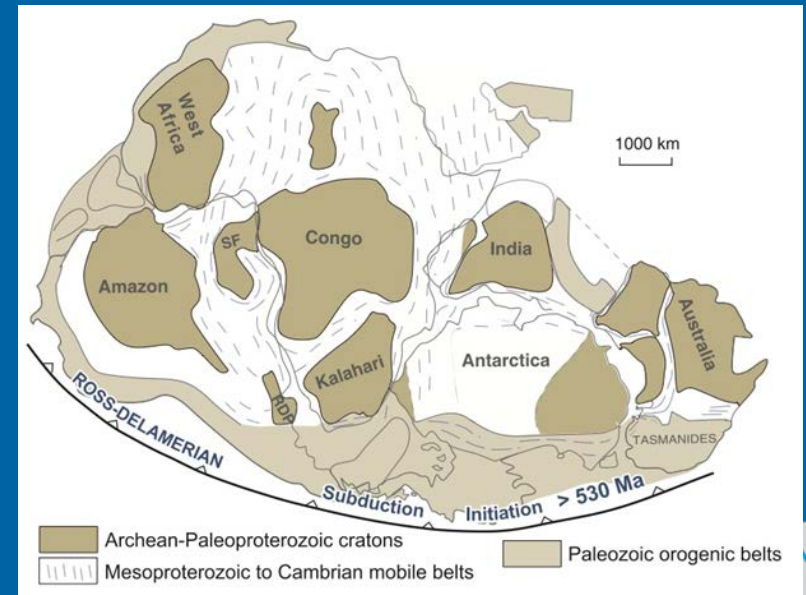 West
Africa
1000 km
SF
Congo
India
Amazon
Australia
Antarctica
Kalahari
RDP
ROSS-DELAMERIAN
TASMANIDES
Subduction Initiation > 530 Ma
Archean-Paleoproterozoic cratons
Mesoproterozoic to Cambrian mobile belts
Paleozoic orogenic belts